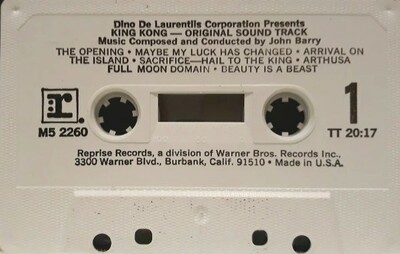 Dino De Laurentiis Corporation Presents
KING KONG — ORIGINAL SOUND TRACK
Music Composed and Conducted by John Barry
THE OPENING • MAYBE MY LUCK HAS CHANGED • ARRIVAL ON
THE ISLAND • SACRIFICE—HAIL TO THE KING • ARTHUSA
FULL MOON DOMAIN • BEAUTY IS A BEAST
r:
M5 2260
1
TT 20:17
Reprise Records, a division of Warner Bros. Records Inc.,
3300 Warner Blvd., Burbank, Calif. 91510 • Made in U.S.A.